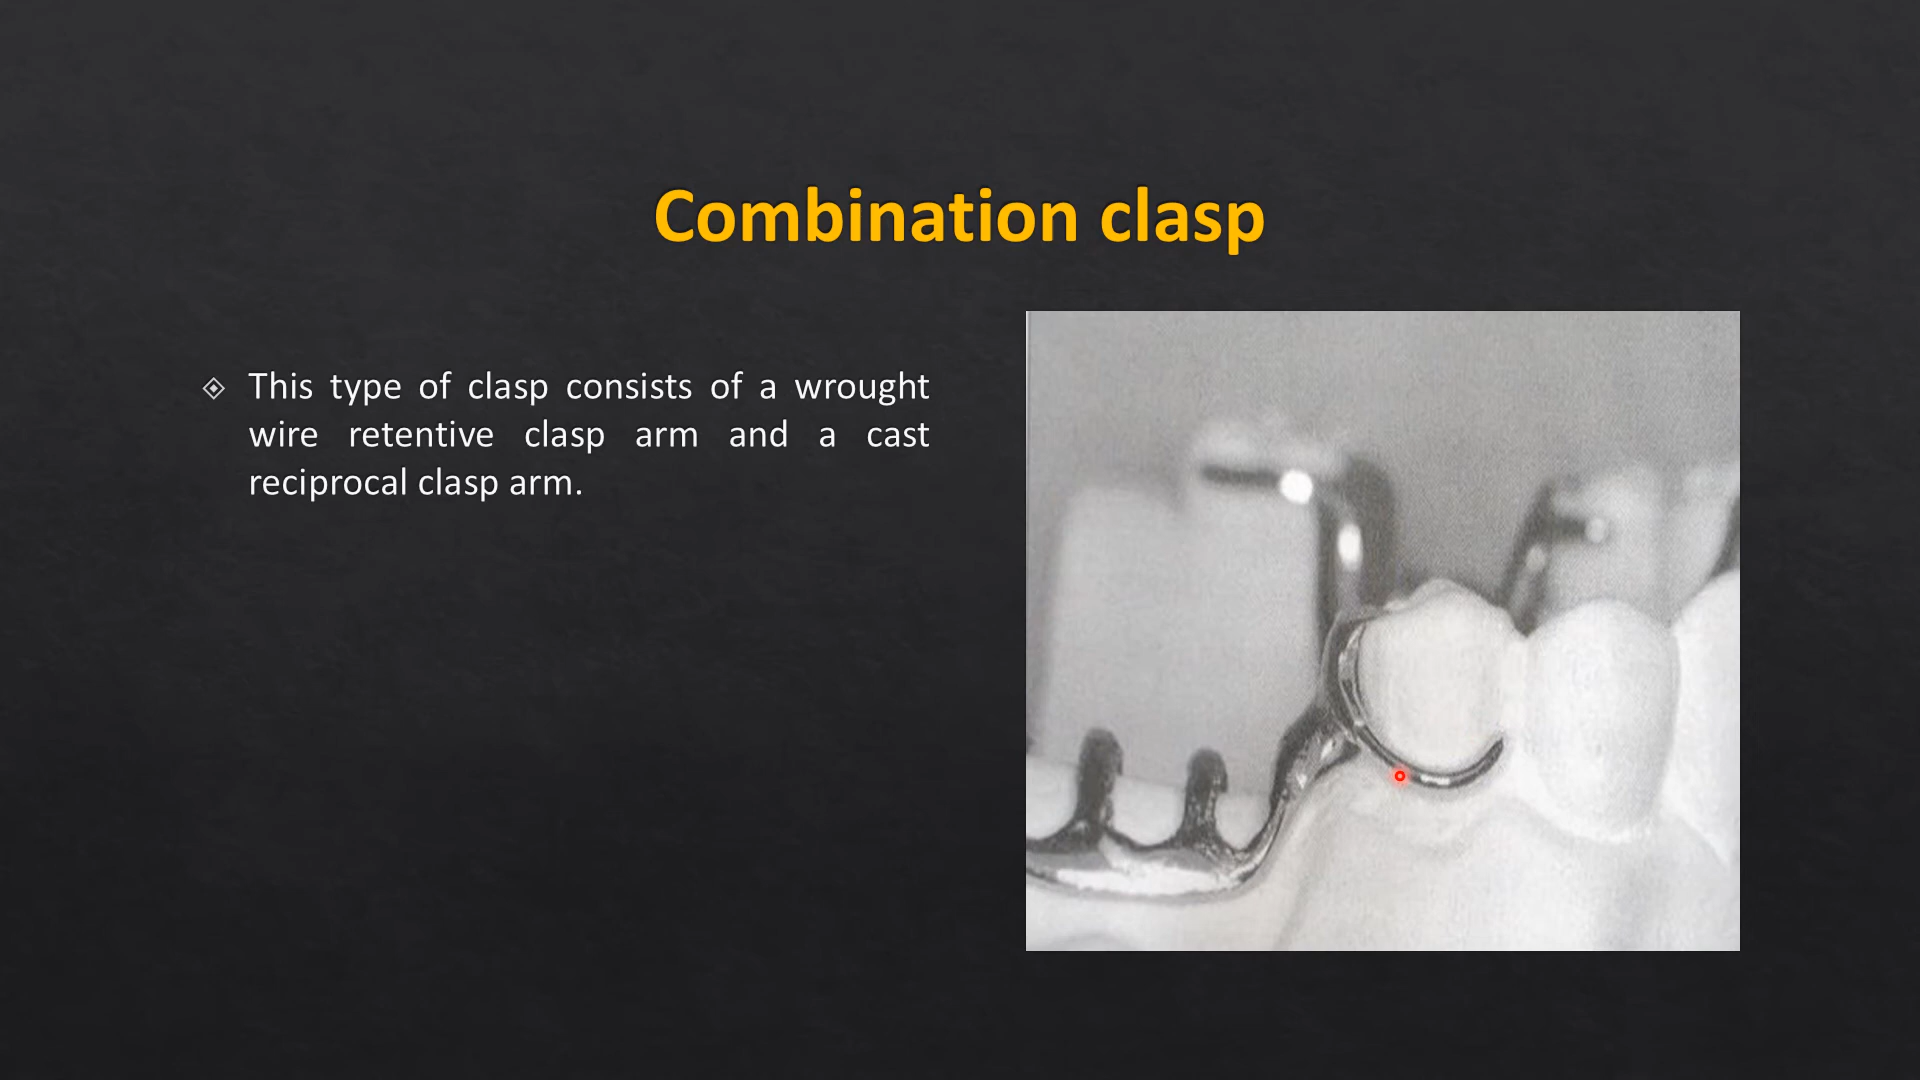 Combination clasp
This type of clasp consists of a wrought
wire retentive clasp arm and a cast
reciprocal clasp arm.